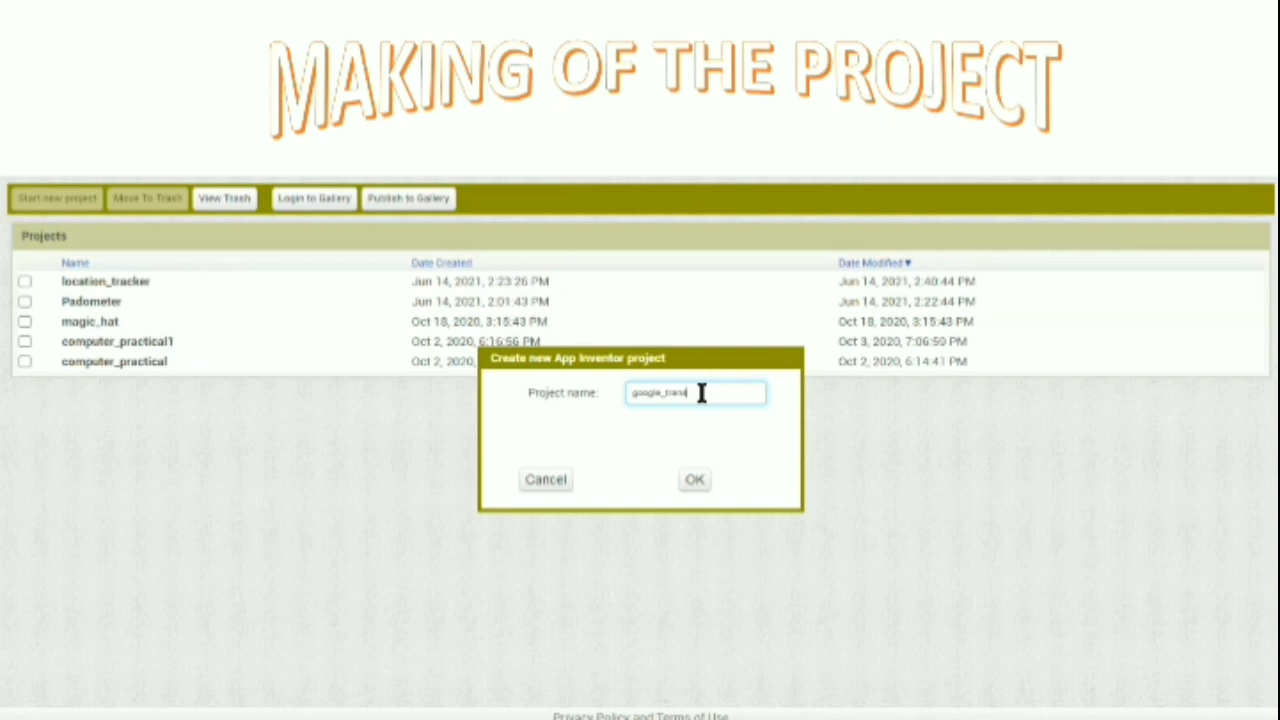 MAKING OF THE PROJECT
Start new project Move To Trash View Trash Login to Gallery Publish to Gallery
Projects
Name Date Created Date Modified▼
location_tracker Jun 14, 2021, 2:23:26 PM Jun 14, 2021, 2:40:44 PM
Padometer Jun 14, 2021, 2:01:43 PM Jun 14, 2021, 2:22:44 PM
magic_hat Oct 18, 2020, 3:15:43 PM Oct 18, 2020, 3:15:43 PM
computer_practical1 Oct 2, 2020, 6:16:56 PM Oct 3, 2020, 7:06:59 PM
computer_practical Oct 2, 2020, Oct 2, 2020, 6:14:41 PM
Create new App Inventor project
Project name: google_trans
Cancel OK
Privacy Policy and Terms of Use